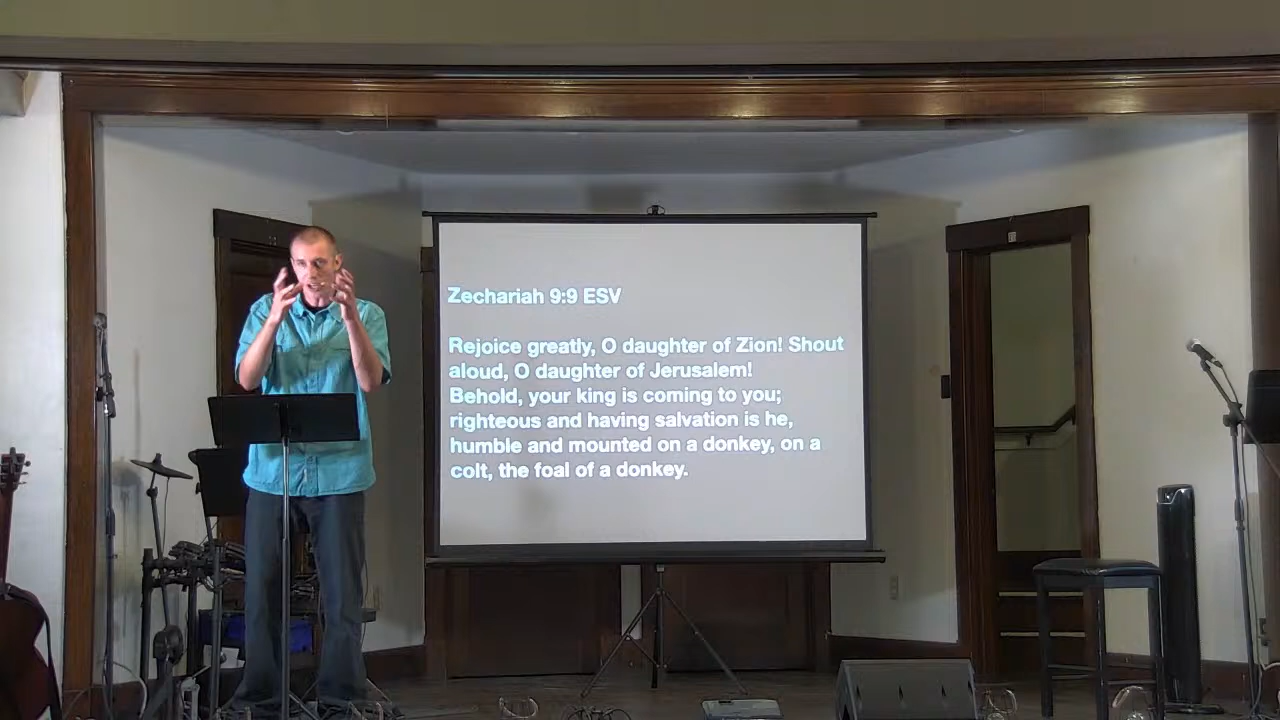 Zechariah 9:9 ESV
Rejoice greatly, O daughter of Zion! Shout
aloud, O daughter of Jerusalem!
Behold, your king is coming to you;
righteous and having salvation is he,
humble and mounted on a donkey, on a
colt, the foal of a donkey.